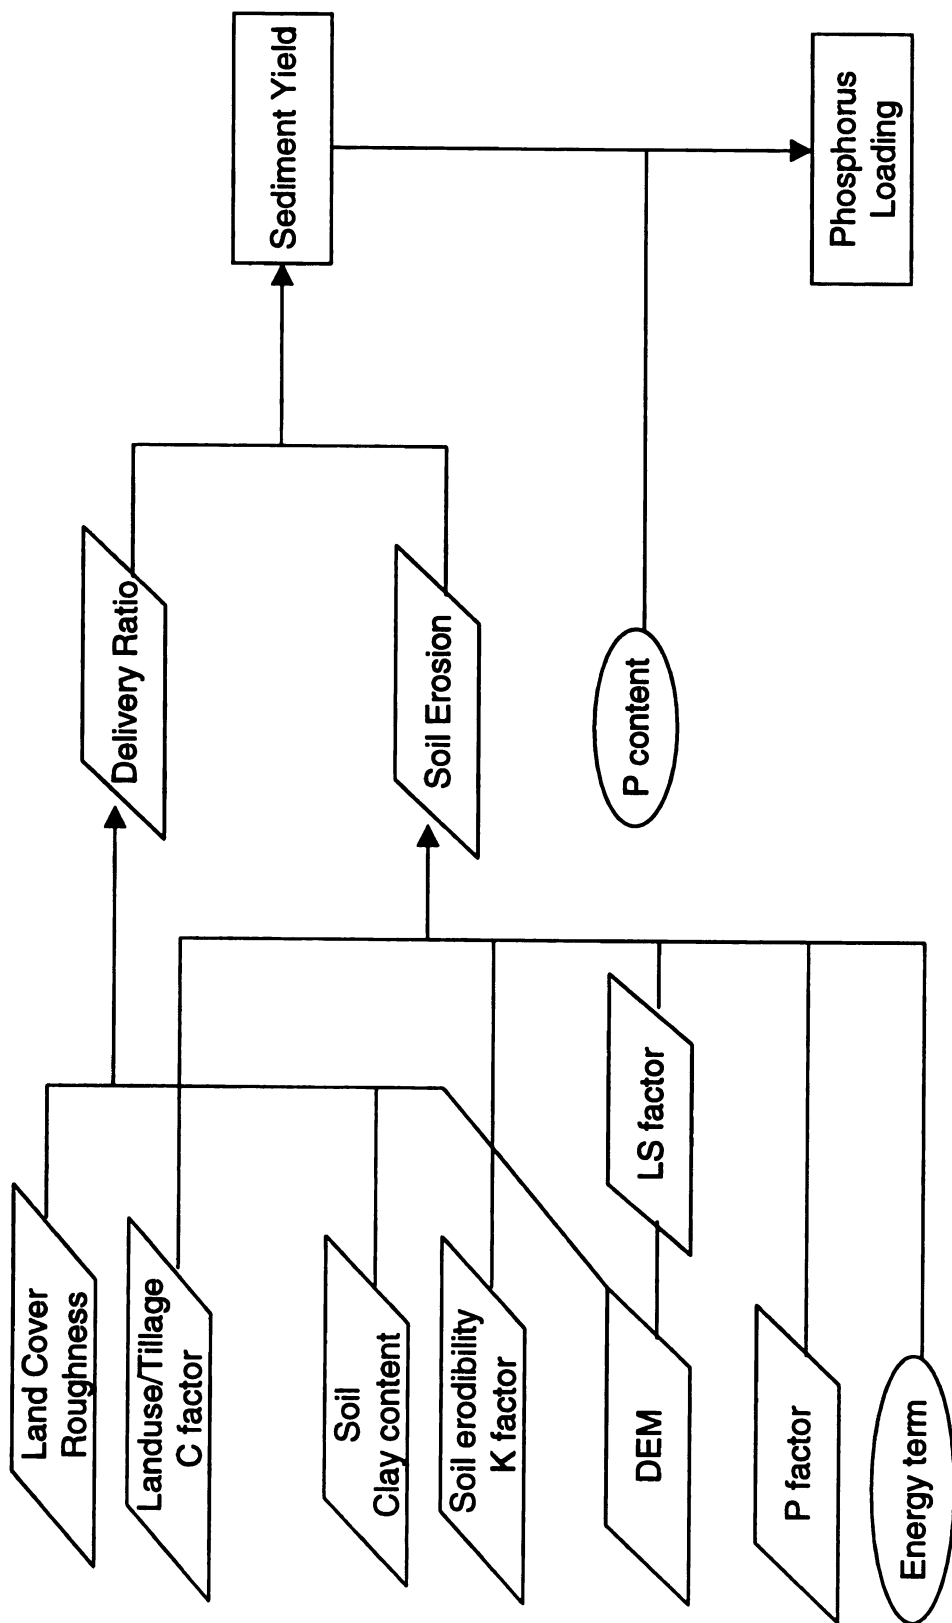 Land Cover
Roughness
Landuse/Tillage
C factor
Soil
Clay content
Soil erodibility
K factor
DEM
P factor
Energy term
LS factor
Delivery Ratio
Soil Erosion
P content
Sediment Yield
Phosphorus
Loading